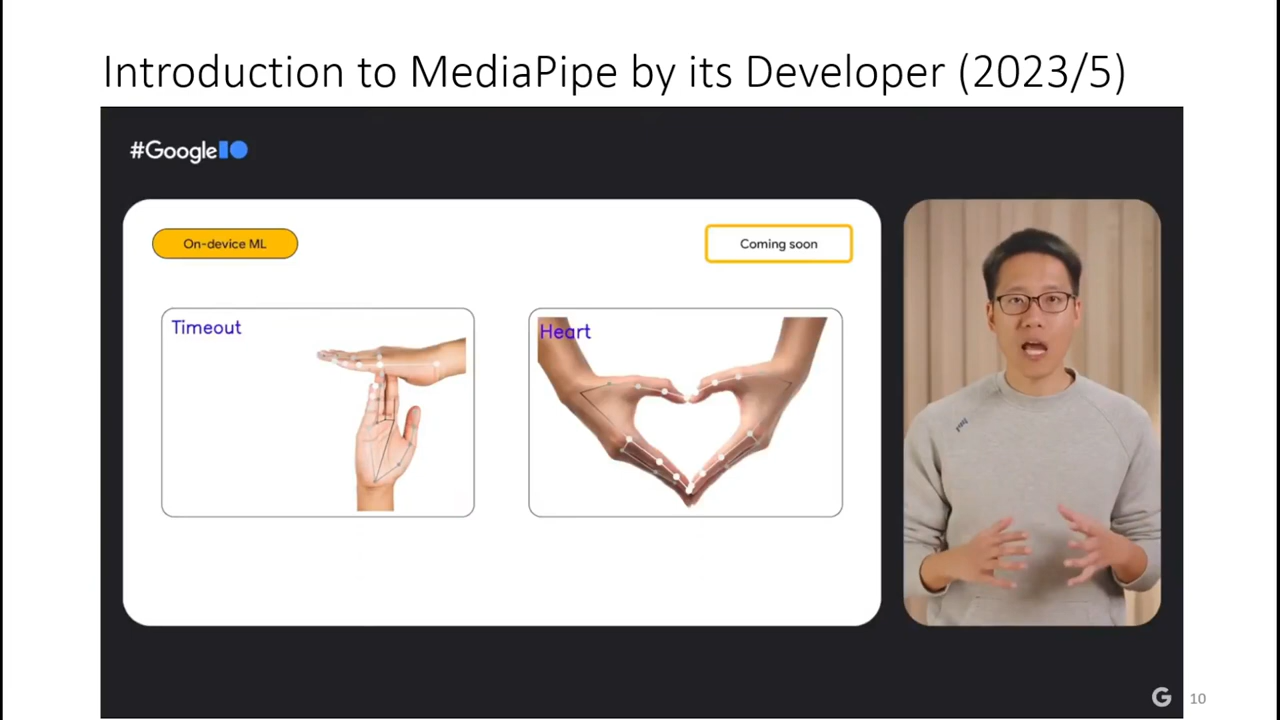 Introduction to MediaPipe by its Developer (2023/5)
#GoogleIO
On-device ML
Coming soon
Timeout
Heart
G
10